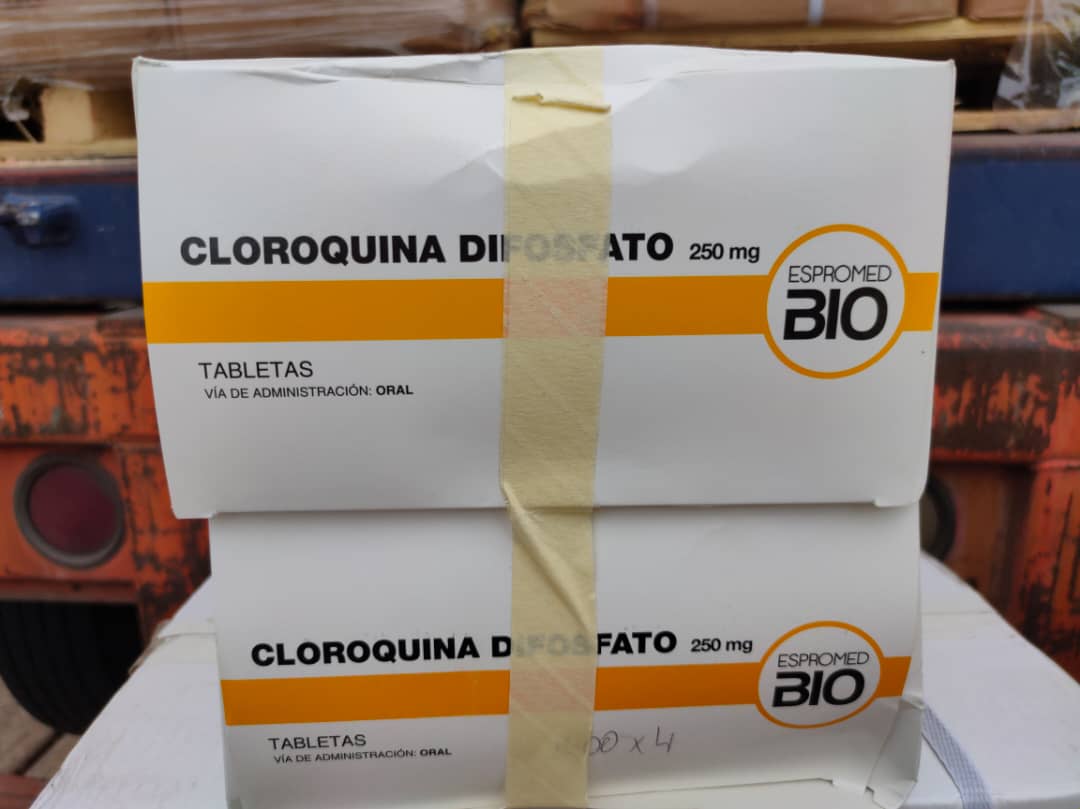 CLOROQUINA DIFOSFATO 250 mg
ESPROMED
BIO
TABLETAS
VÍA DE ADMINISTRACIÓN: ORAL
CLOROQUINA DIFOSFATO 250 mg
ESPROMED
BIO
TABLETAS
VÍA DE ADMINISTRACIÓN: ORAL
x 4